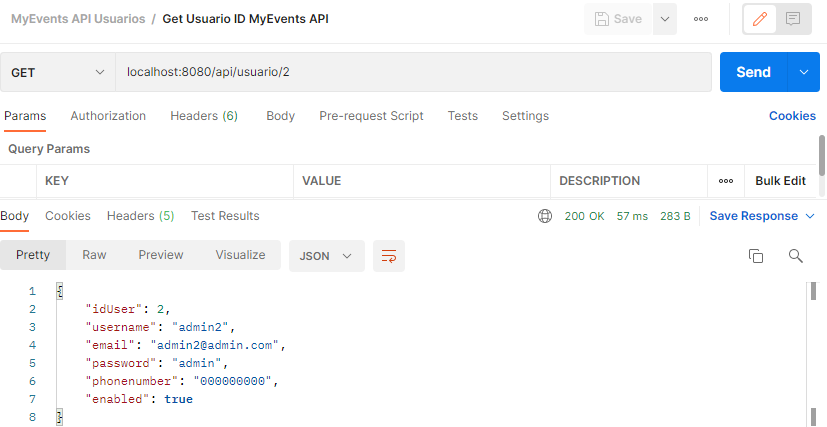 MyEvents API Usuarios / Get Usuario ID MyEvents API
Save
GET
localhost:8080/api/usuario/2
Send
Params Authorization Headers (6) Body Pre-request Script Tests Settings Cookies
Query Params
KEY VALUE DESCRIPTION Bulk Edit
Body Cookies Headers (5) Test Results 200 OK 57 ms 283 B Save Response
Pretty Raw Preview Visualize JSON
1 {
2 "idUser": 2,
3 "username": "admin2",
4 "email": "admin2@admin.com",
5 "password": "admin",
6 "phonenumber": "000000000",
7 "enabled": true
8 }